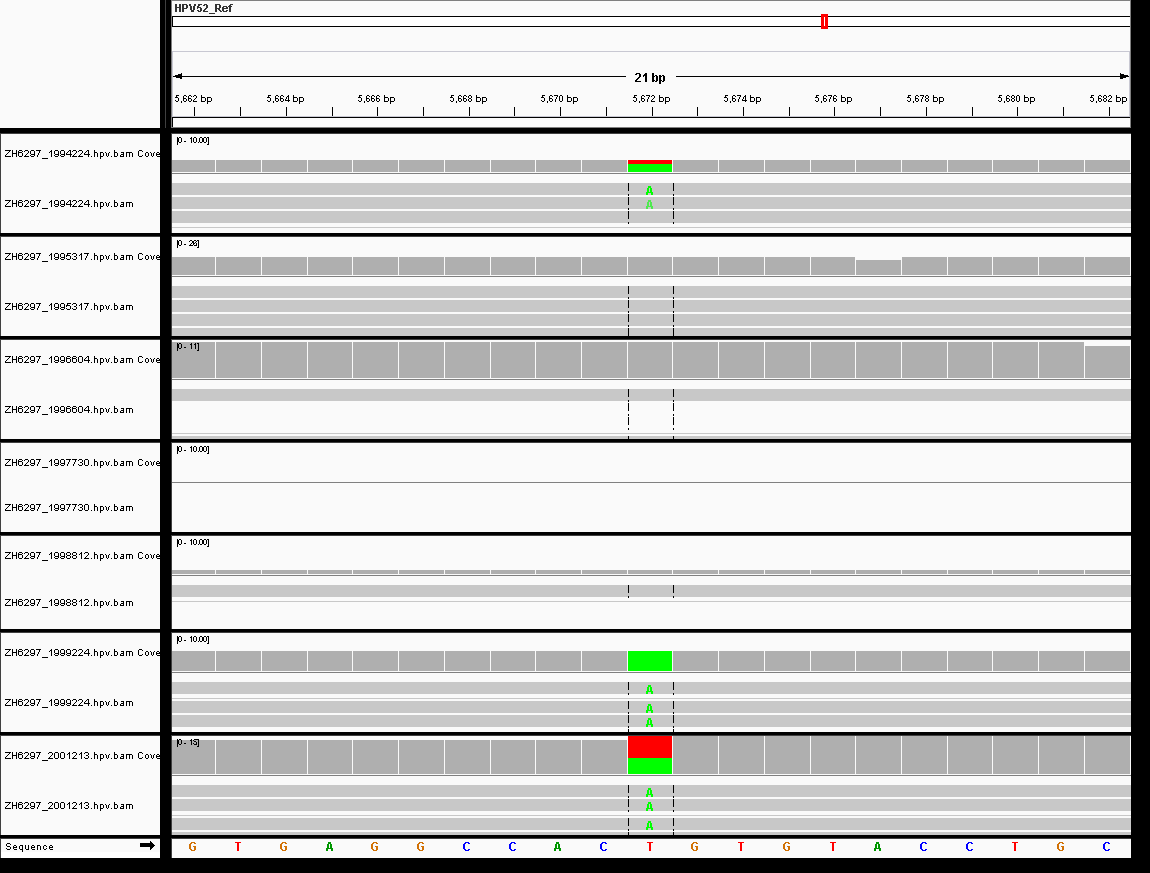 HPV52_Ref
21 bp
5,662 bp 5,664 bp 5,666 bp 5,668 bp 5,670 bp 5,672 bp 5,674 bp 5,676 bp 5,678 bp 5,680 bp 5,682 bp
[0 - 10.00]
ZH6297_1994224.hpv.bam Cove
A
ZH6297_1994224.hpv.bam A
[0 - 26]
ZH6297_1995317.hpv.bam Cove
ZH6297_1995317.hpv.bam
[0 - 11]
ZH6297_1996604.hpv.bam Cove
ZH6297_1996604.hpv.bam
[0 - 10.00]
ZH6297_1997730.hpv.bam Cove
ZH6297_1997730.hpv.bam
[0 - 10.00]
ZH6297_1998812.hpv.bam Cove
ZH6297_1998812.hpv.bam
[0 - 10.00]
ZH6297_1999224.hpv.bam Cove
A
ZH6297_1999224.hpv.bam A
A
[0 - 15]
ZH6297_2001213.hpv.bam Cove
A
ZH6297_2001213.hpv.bam A
A
Sequence G T G A G G C C A C T G T G T A C C T G C